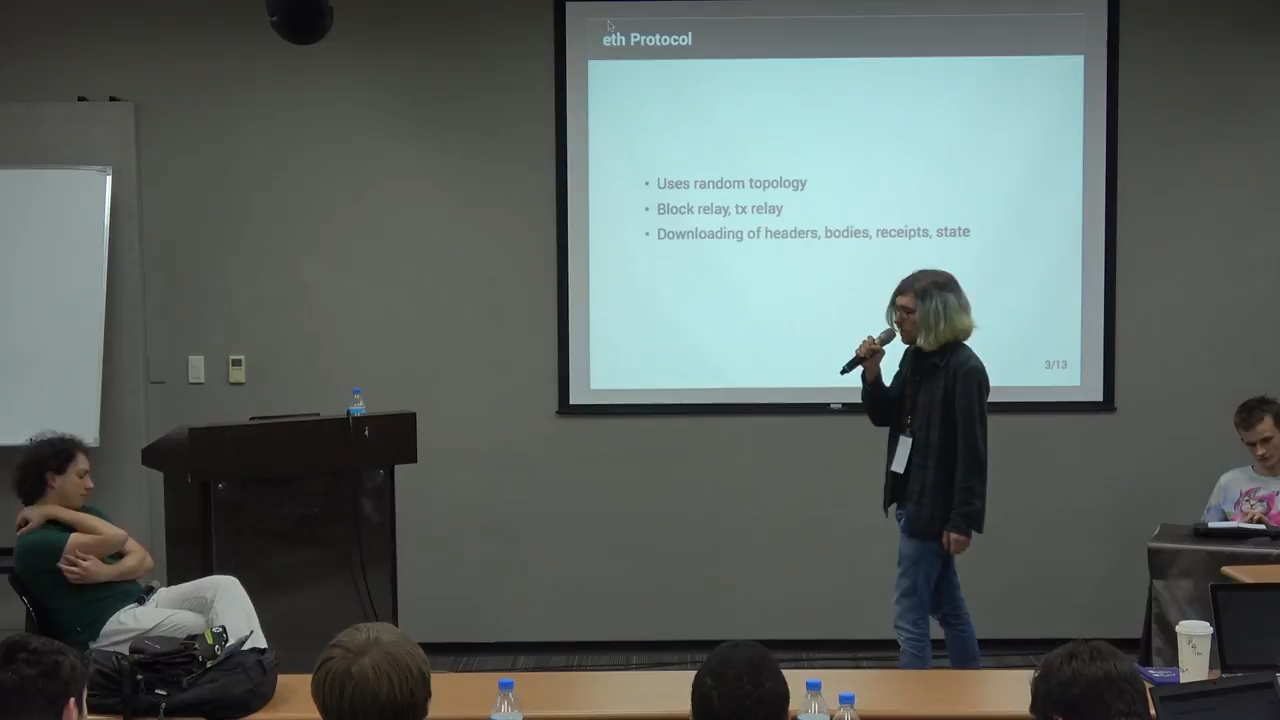 eth Protocol
• Uses random topology
• Block relay, tx relay
• Downloading of headers, bodies, receipts, state
3/13